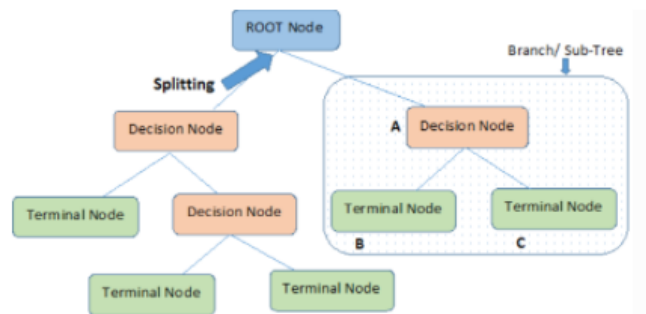 ROOT Node
Branch/ Sub-Tree
Splitting
Decision Node
A
Decision Node
Terminal Node
Decision Node
Terminal Node
Terminal Node
B
C
Terminal Node
Terminal Node